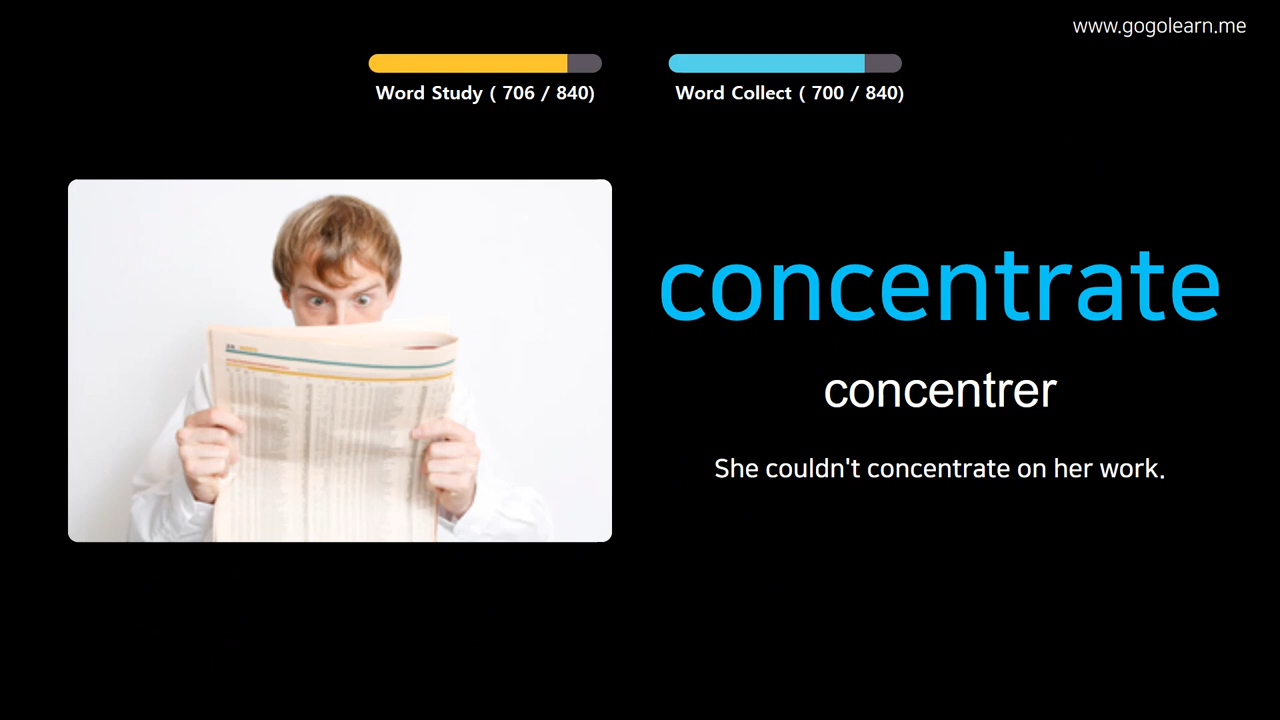 www.gogolearn.me
Word Study ( 706 / 840)
Word Collect ( 700 / 840)
concentrate
concentrer
She couldn't concentrate on her work.